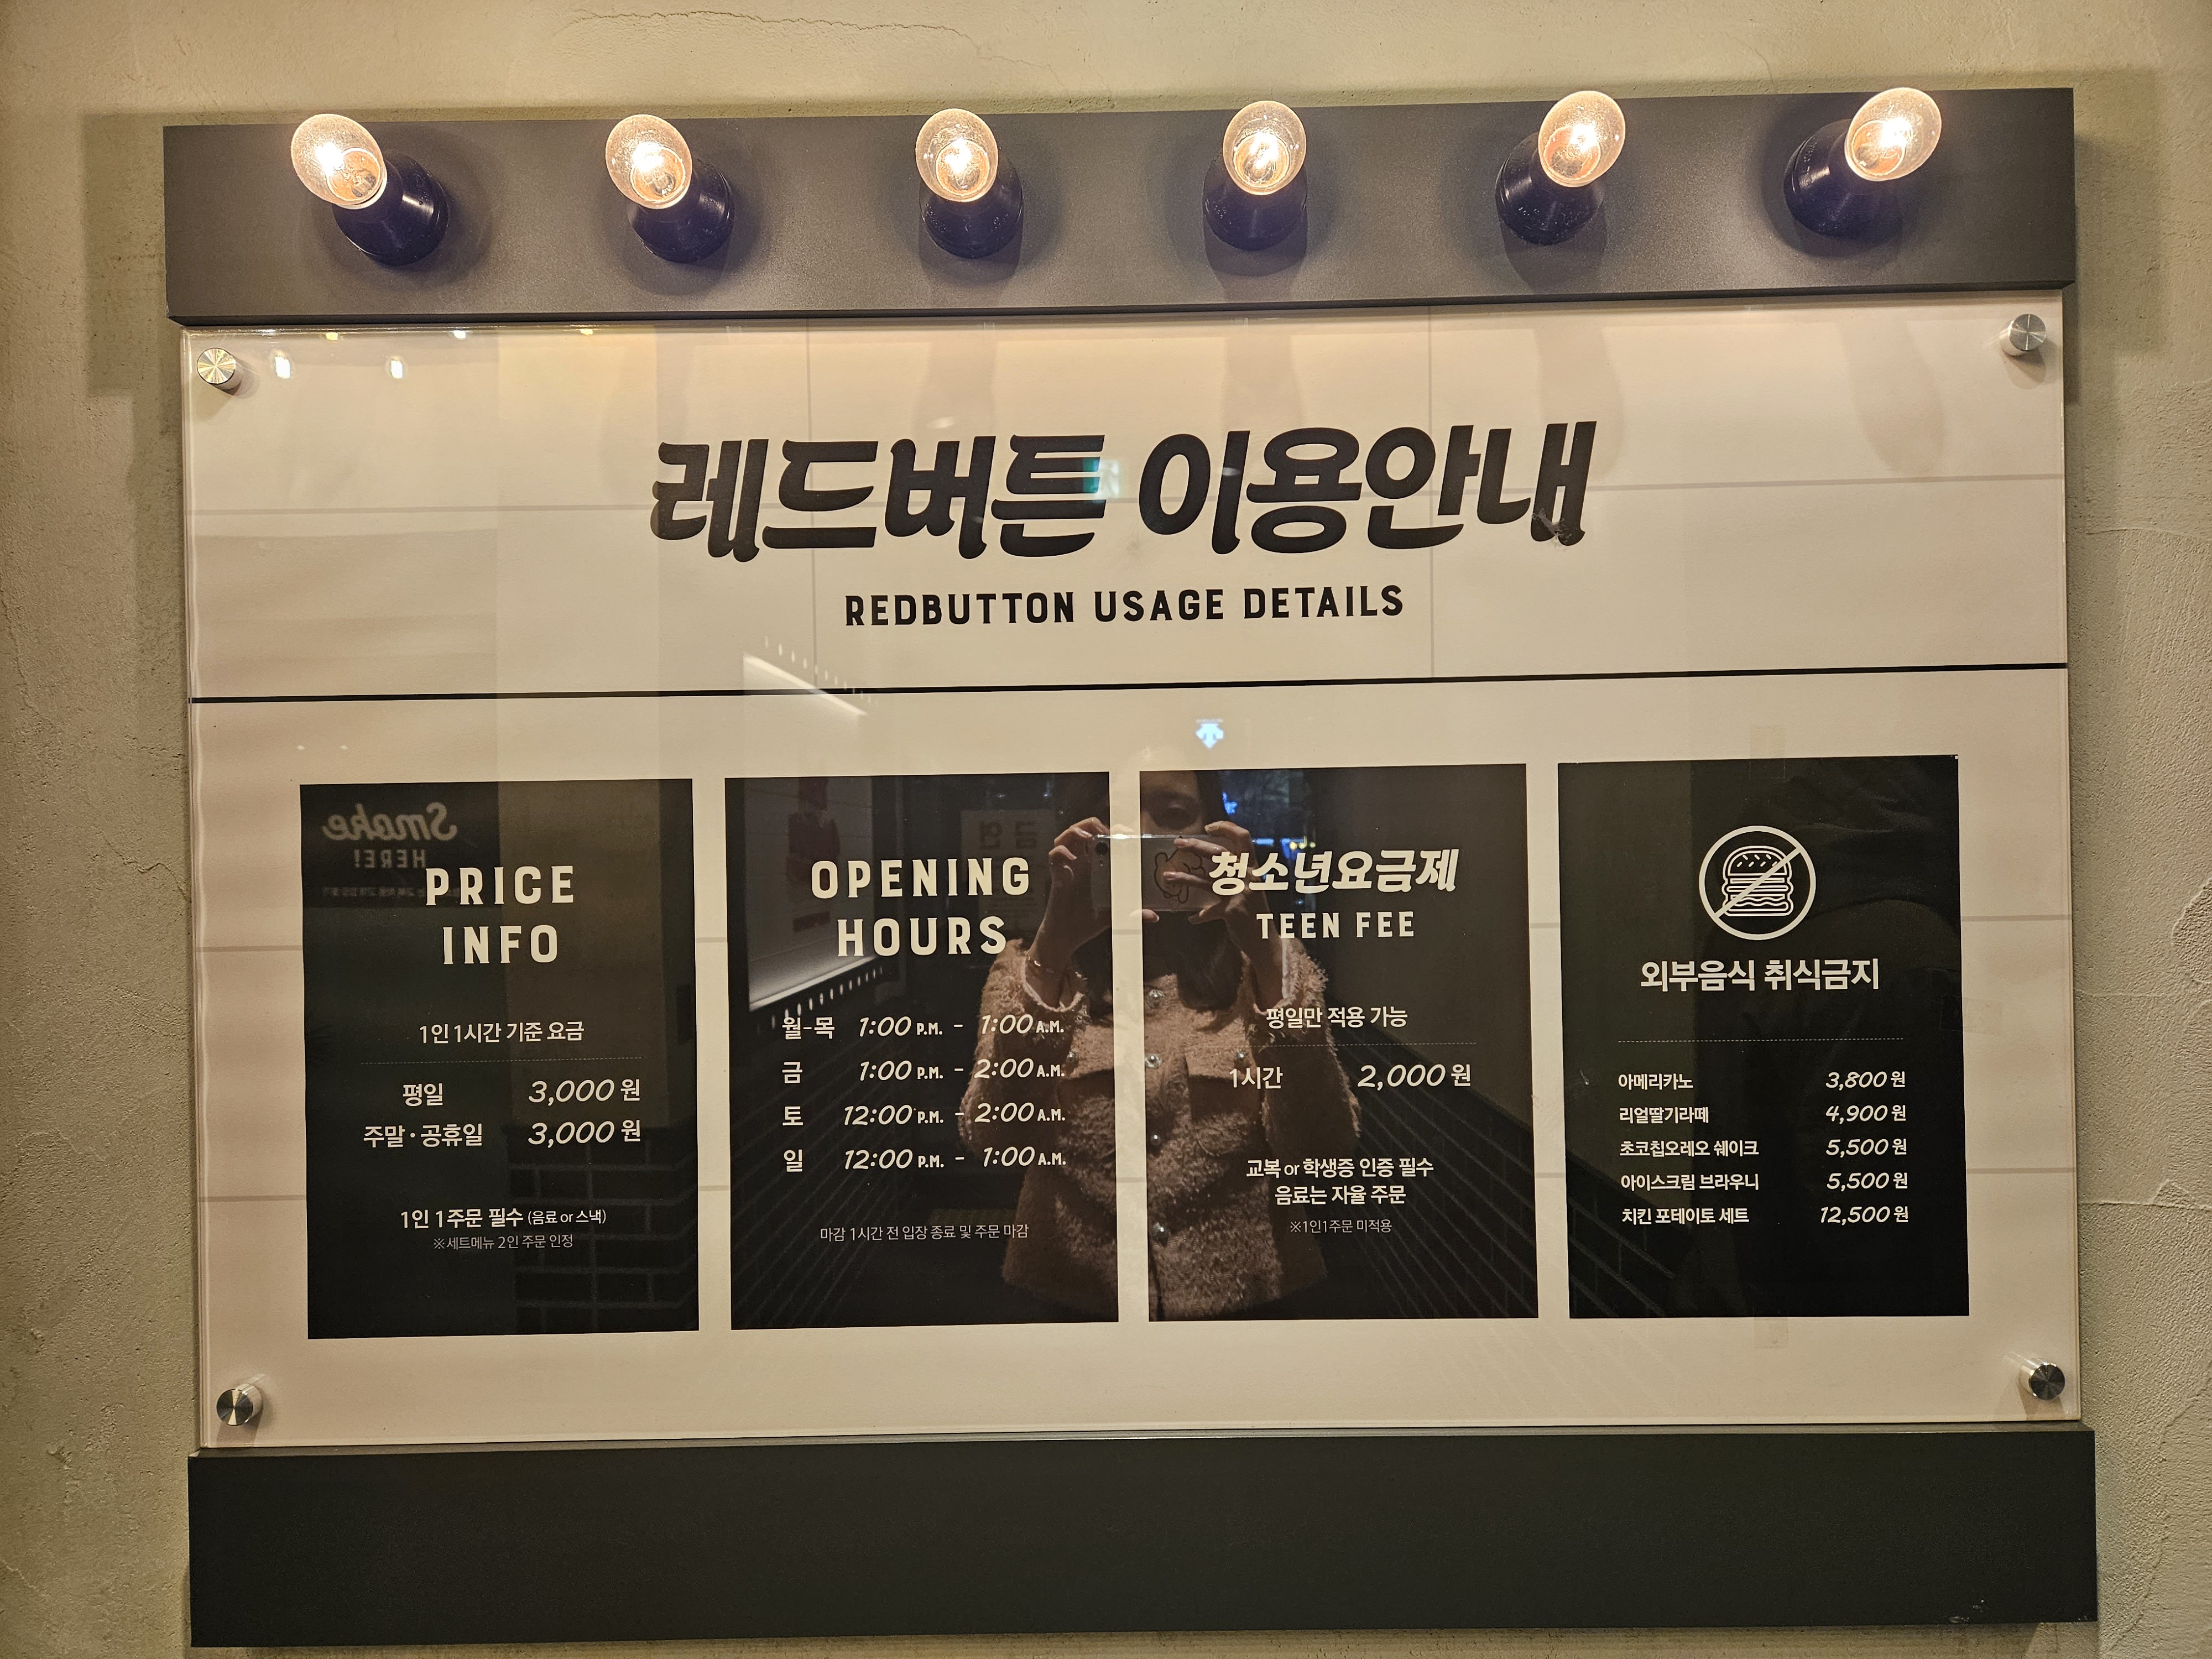 레드버튼 이용안내
REDBUTTON USAGE DETAILS
PRICE
INFO
1인 1시간 기준 요금
평일 3,000 원
주말·공휴일 3,000 원
1인 1주문 필수 (음료 or 스낵)
※세트메뉴 2인 주문 인정
OPENING
HOURS
월-목 1:00 P.M. - 1:00 A.M.
금 1:00 P.M. - 2:00 A.M.
토 12:00 P.M. - 2:00 A.M.
일 12:00 P.M. - 1:00 A.M.
마감 1시간 전 입장 종료 및 주문 마감
청소년요금제
TEEN FEE
평일만 적용 가능
1시간 2,000 원
교복 or 학생증 인증 필수
음료는 자율 주문
※1인1주문 미적용
외부음식 취식금지
아메리카노 3,800 원
리얼딸기라떼 4,900 원
초코칩오레오 쉐이크 5,500 원
아이스크림 브라우니 5,500 원
치킨 포테이토 세트 12,500 원
Smoke
HERE!
금연